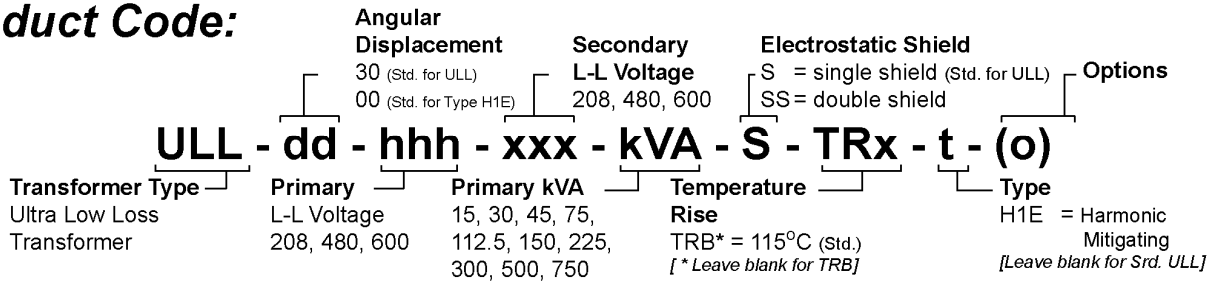 duct Code:
Angular
Displacement
30 (Std. for ULL)
00 (Std. for Type H1E)
Secondary
L-L Voltage
208, 480, 600
Electrostatic Shield
S = single shield (Std. for ULL)
SS = double shield
Options
ULL - dd - hhh - xxx - kVA - S - TRx - t - (o)
Transformer Type
Ultra Low Loss
Transformer
Primary
L-L Voltage
208, 480, 600
Primary kVA
15, 30, 45, 75,
112.5, 150, 225,
300, 500, 750
Temperature
Rise
TRB* = 115°C (Std.)
[ * Leave blank for TRB]
Type
H1E = Harmonic
Mitigating
[Leave blank for Srd. ULL]